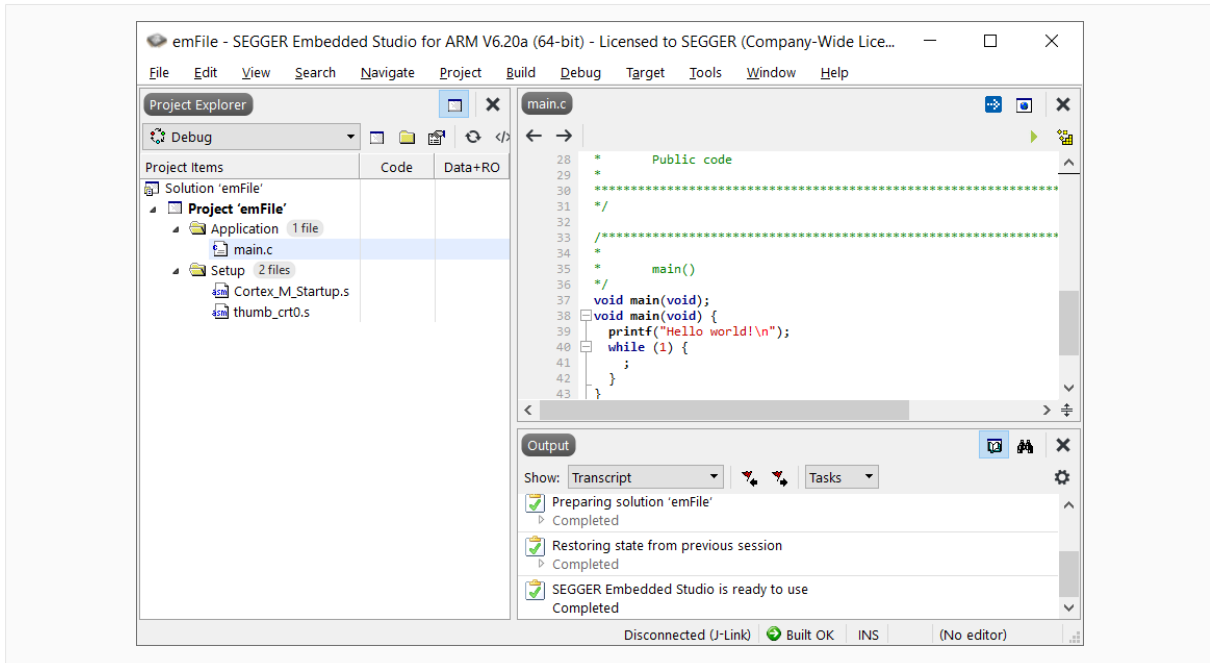 emFile - SEGGER Embedded Studio for ARM V6.20a (64-bit) - Licensed to SEGGER (Company-Wide Lice...
File Edit View Search Navigate Project Build Debug Target Tools Window Help
Project Explorer
Debug
Project Items Code Data+RO
Solution 'emFile'
Project 'emFile'
Application 1 file
main.c
Setup 2 files
asm Cortex_M_Startup.s
asm thumb_crt0.s
main.c
28 * Public code
29 *
30 **********************************************************************
31 */
32
33 /*********************************************************************
34 *
35 * main()
36 */
37 void main(void);
38 void main(void) {
39 printf("Hello world!\n");
40 while (1) {
41 ;
42 }
43 }
Output
Show: Transcript Tasks
Preparing solution 'emFile'
Completed
Restoring state from previous session
Completed
SEGGER Embedded Studio is ready to use
Completed
Disconnected (J-Link) Built OK INS (No editor)